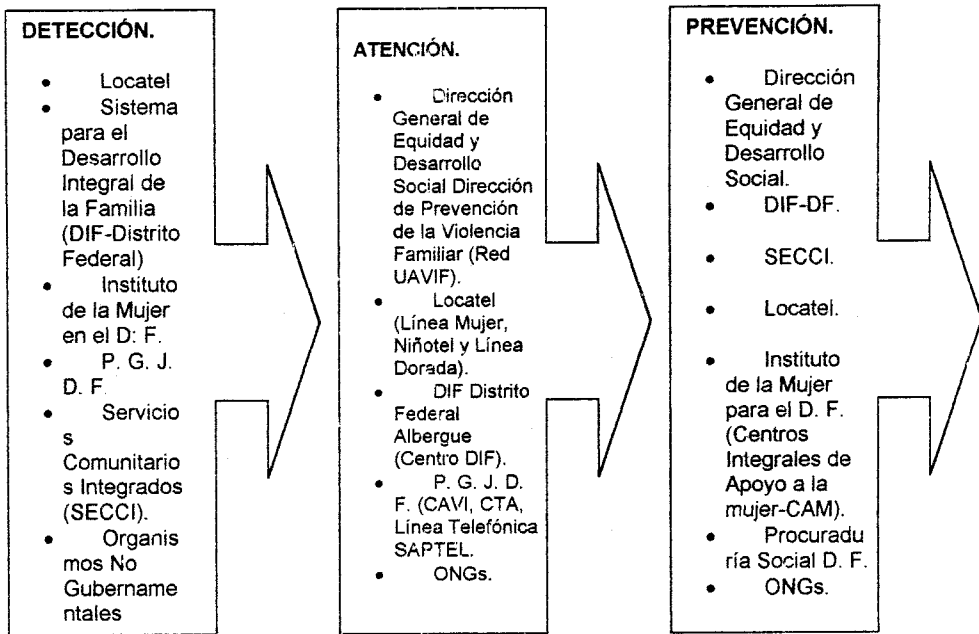 DETECCIÓN.
• Locatel
• Sistema
para el
Desarrollo
Integral de
la Familia
(DIF-Distrito
Federal)
• Instituto
de la Mujer
en el D: F.
• P. G. J.
D. F.
• Servicio
s
Comunitario
s Integrados
(SECCI).
• Organis
mos No
Gubername
ntales
ATENCIÓN.
• Dirección
General de
Equidad y
Desarrollo
Social Dirección
de Prevención
de la Violencia
Familiar (Red
UAVIF).
• Locatel
(Línea Mujer,
Niñotel y Línea
Dorada).
• DIF Distrito
Federal
Albergue
(Centro DIF).
• P. G. J. D.
F. (CAVI, CTA,
Línea Telefónica
SAPTEL.
• ONGs.
PREVENCIÓN.
• Dirección
General de
Equidad y
Desarrollo
Social.
• DIF-DF.
• SECCI.
• Locatel.
• Instituto
de la Mujer
para el D. F.
(Centros
Integrales de
Apoyo a la
mujer-CAM).
• Procuradu
ría Social D. F.
• ONGs.